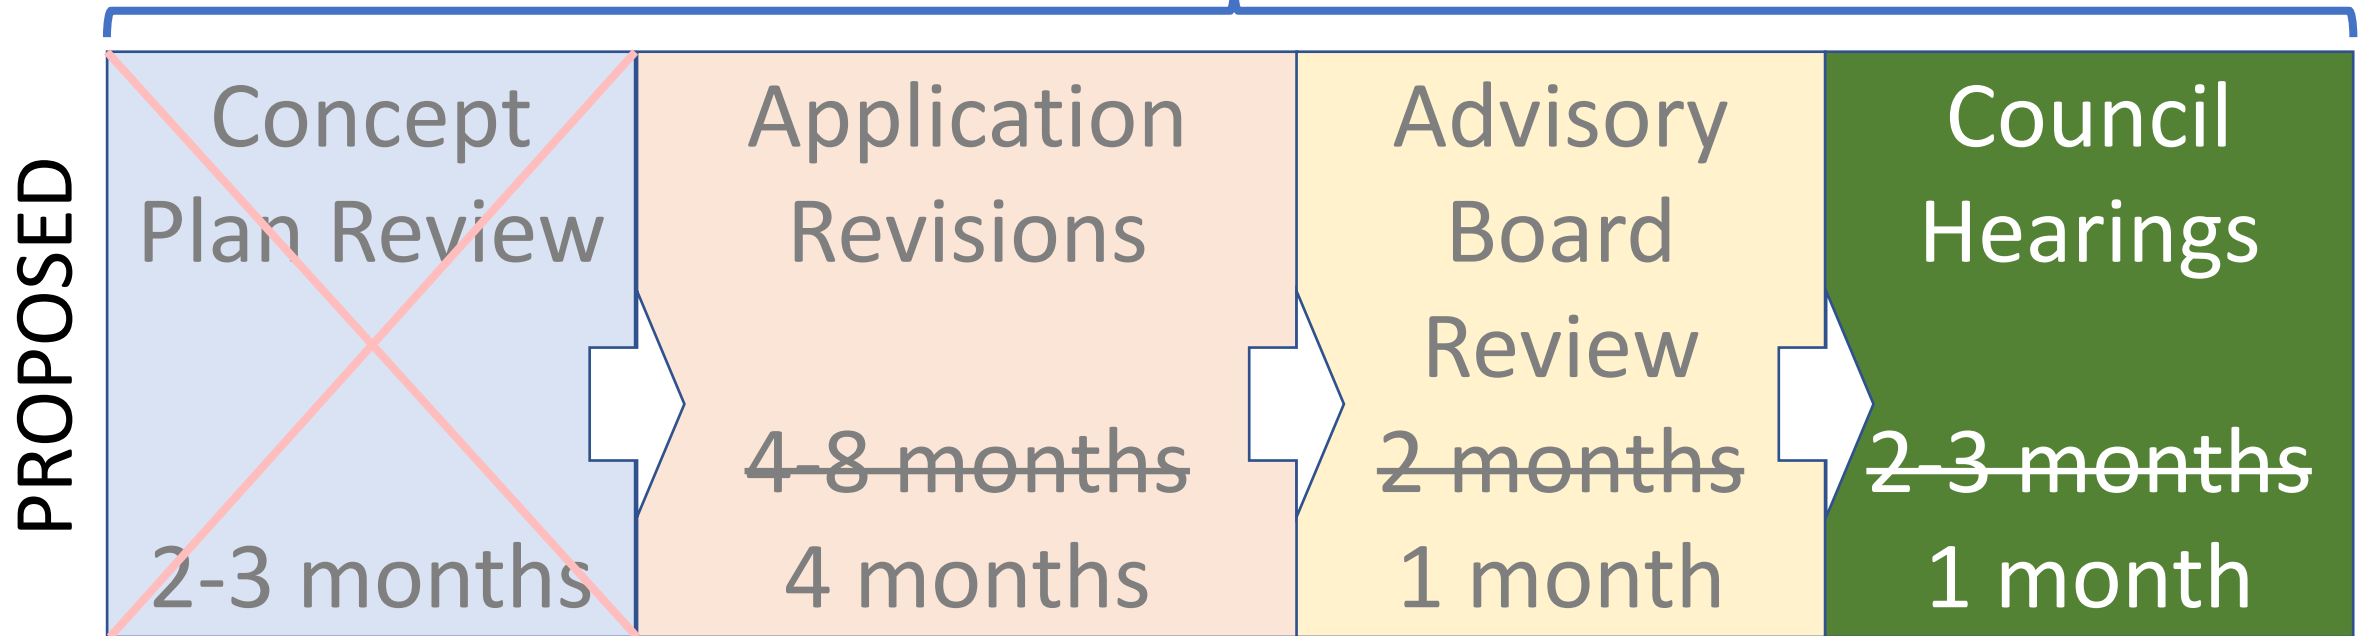 PROPOSED
Concept
Plan Review
2-3 months
Application
Revisions
4-8 months
4 months
Advisory
Board
Review
2 months
1 month
Council
Hearings
2-3 months
1 month